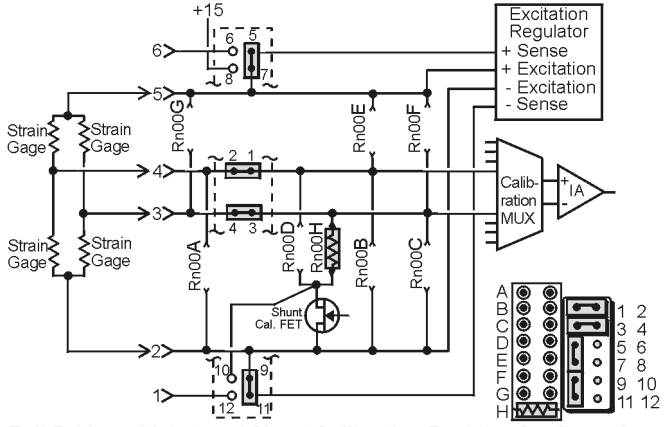 +15
Excitation
Regulator
+ Sense
+ Excitation
- Excitation
- Sense
6
6 5
8 7
5
Rn00G
Rn00E
Rn00F
Strain
Gage
Strain
Gage
4
2 1
Calib-
ration
MUX
+
-
IA
3
4 3
Rn00A
Rn00D
Rn00H
Rn00B
Rn00C
Strain
Gage
Strain
Gage
Shunt
Cal. FET
2
10 9
12 11
1
A
B
C
D
E
F
G
H
1 2
3 4
5 6
7 8
9 10
11 12